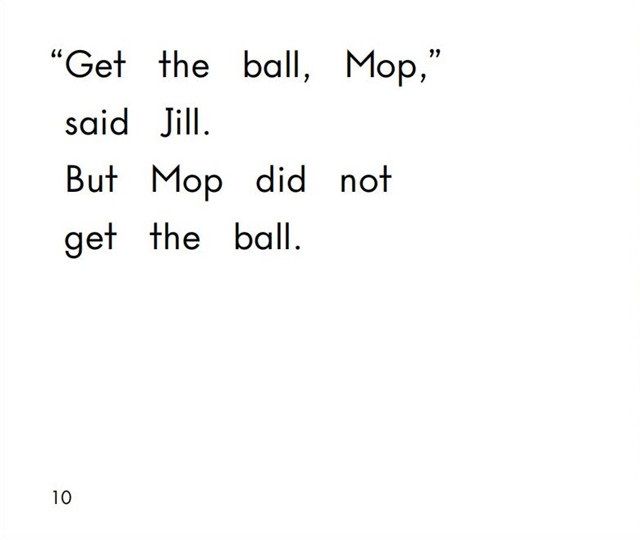 “Get the ball, Mop,”
said Jill.
But Mop did not
get the ball.
10